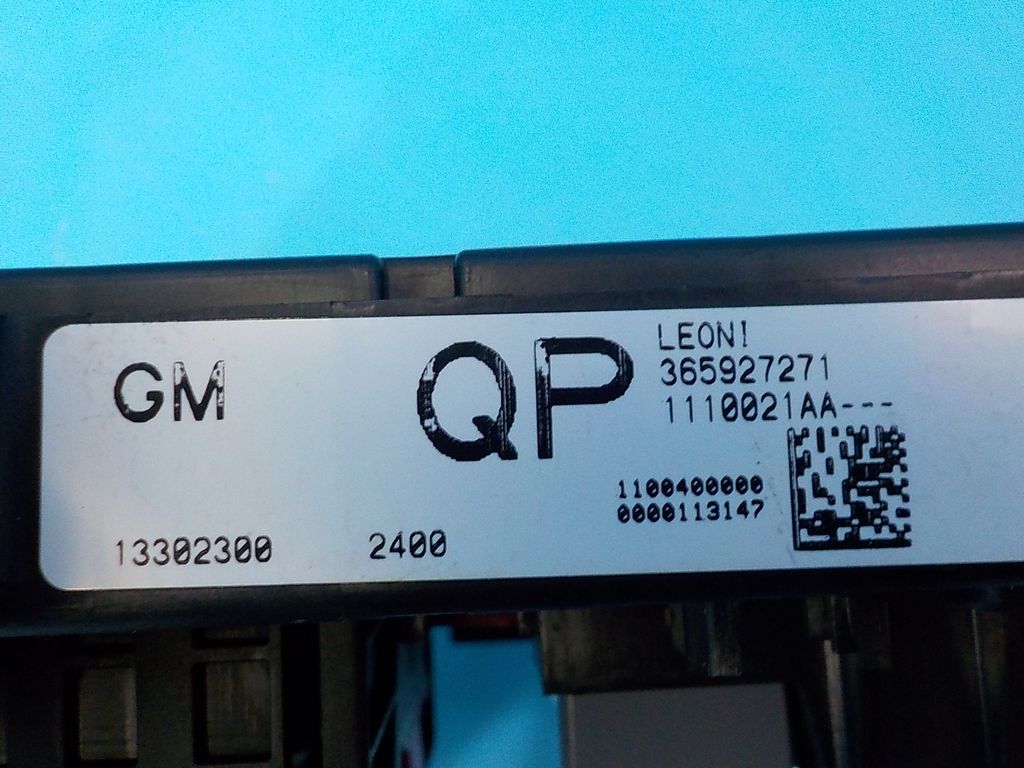 GM
QP
LEONI
365927271
1110021AA---
1100400000
0000113147
13302300
2400